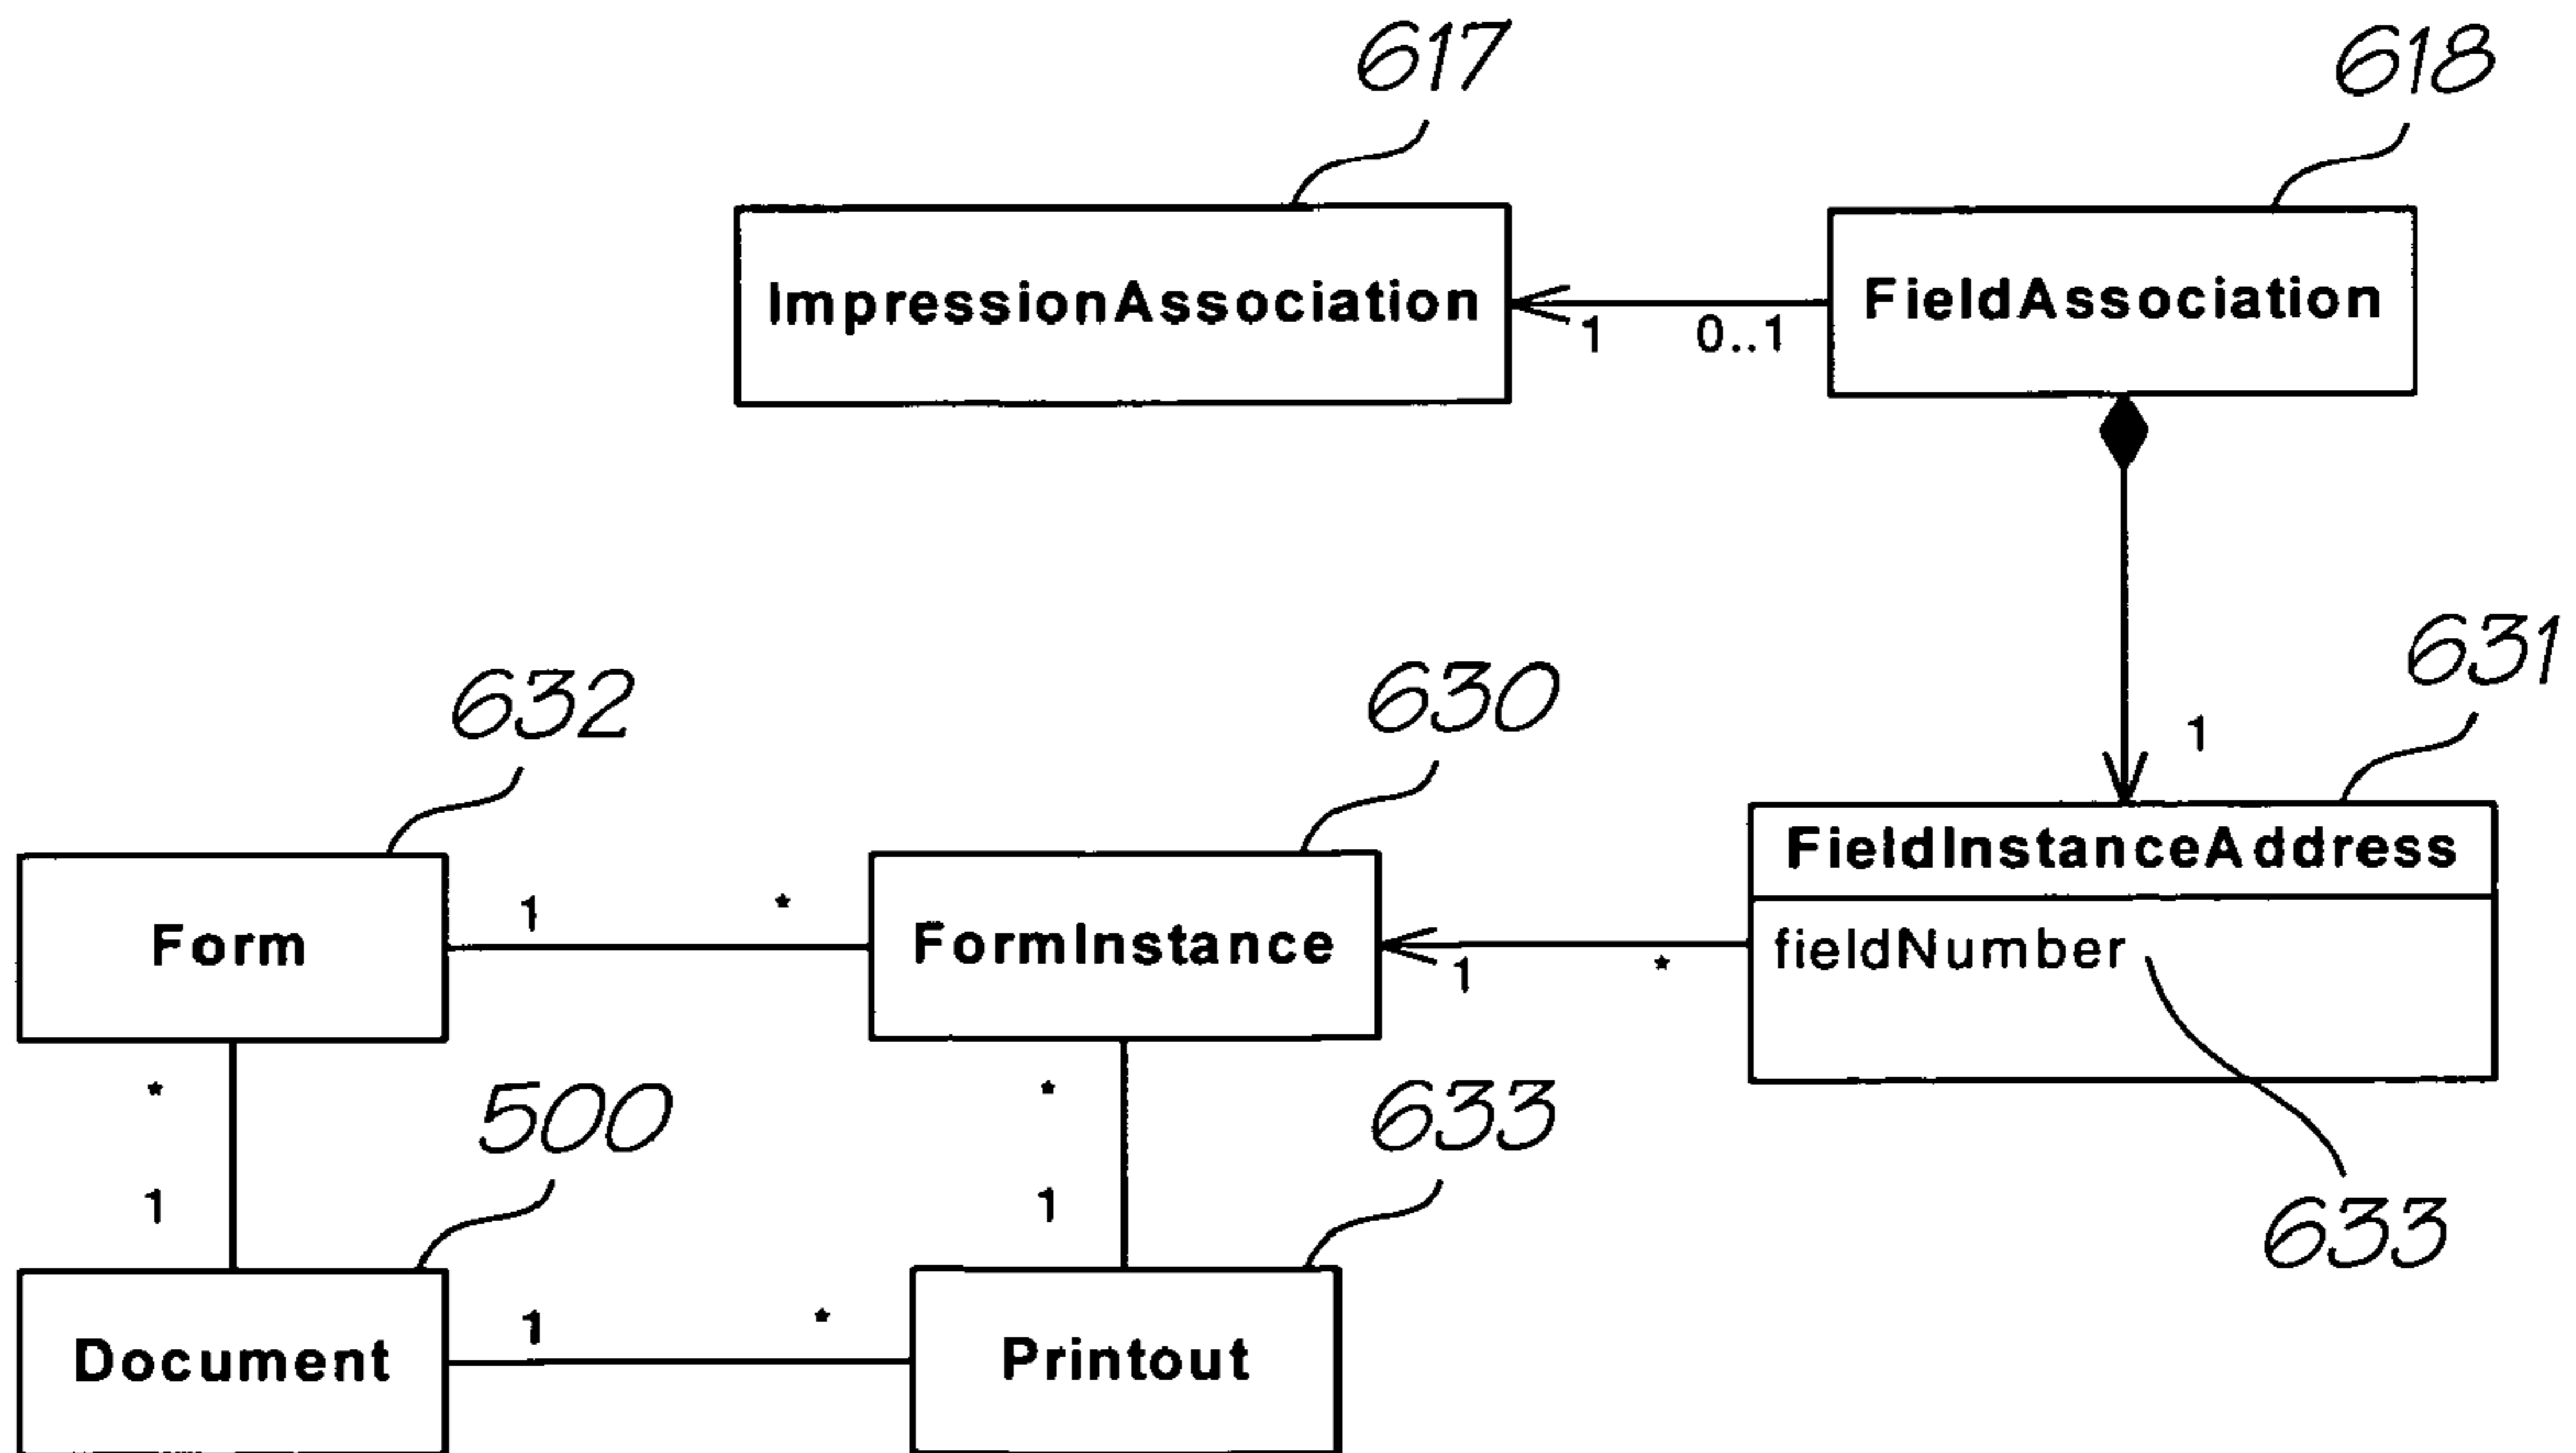 617
618
ImpressionAssociation
FieldAssociation
1
0..1
631
632
630
1
FieldInstanceAddress
1
*
Form
FormInstance
fieldNumber
1
*
*
500
*
633
1
1
633
1
*
Document
Printout